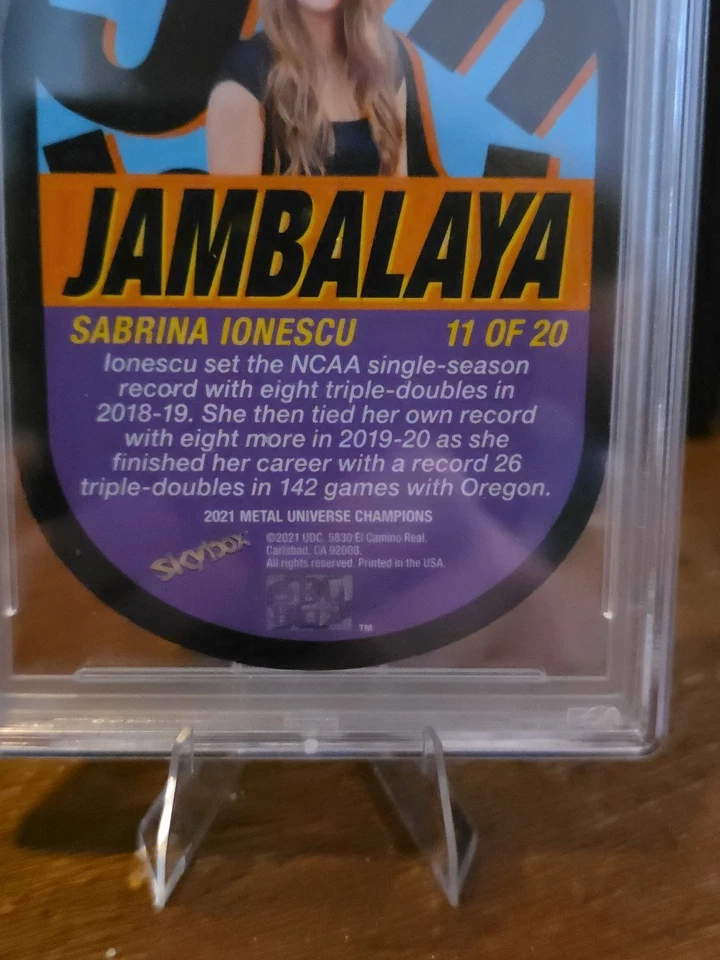 JAMBALAYA
SABRINA IONESCU 11 OF 20
Ionescu set the NCAA single-season
record with eight triple-doubles in
2018-19. She then tied her own record
with eight more in 2019-20 as she
finished her career with a record 26
triple-doubles in 142 games with Oregon.
2021 METAL UNIVERSE CHAMPIONS
SKYBOX
©2021 UDC. 5830 El Camino Real.
Carlsbad, CA 92008.
All rights reserved. Printed in the USA.
TM